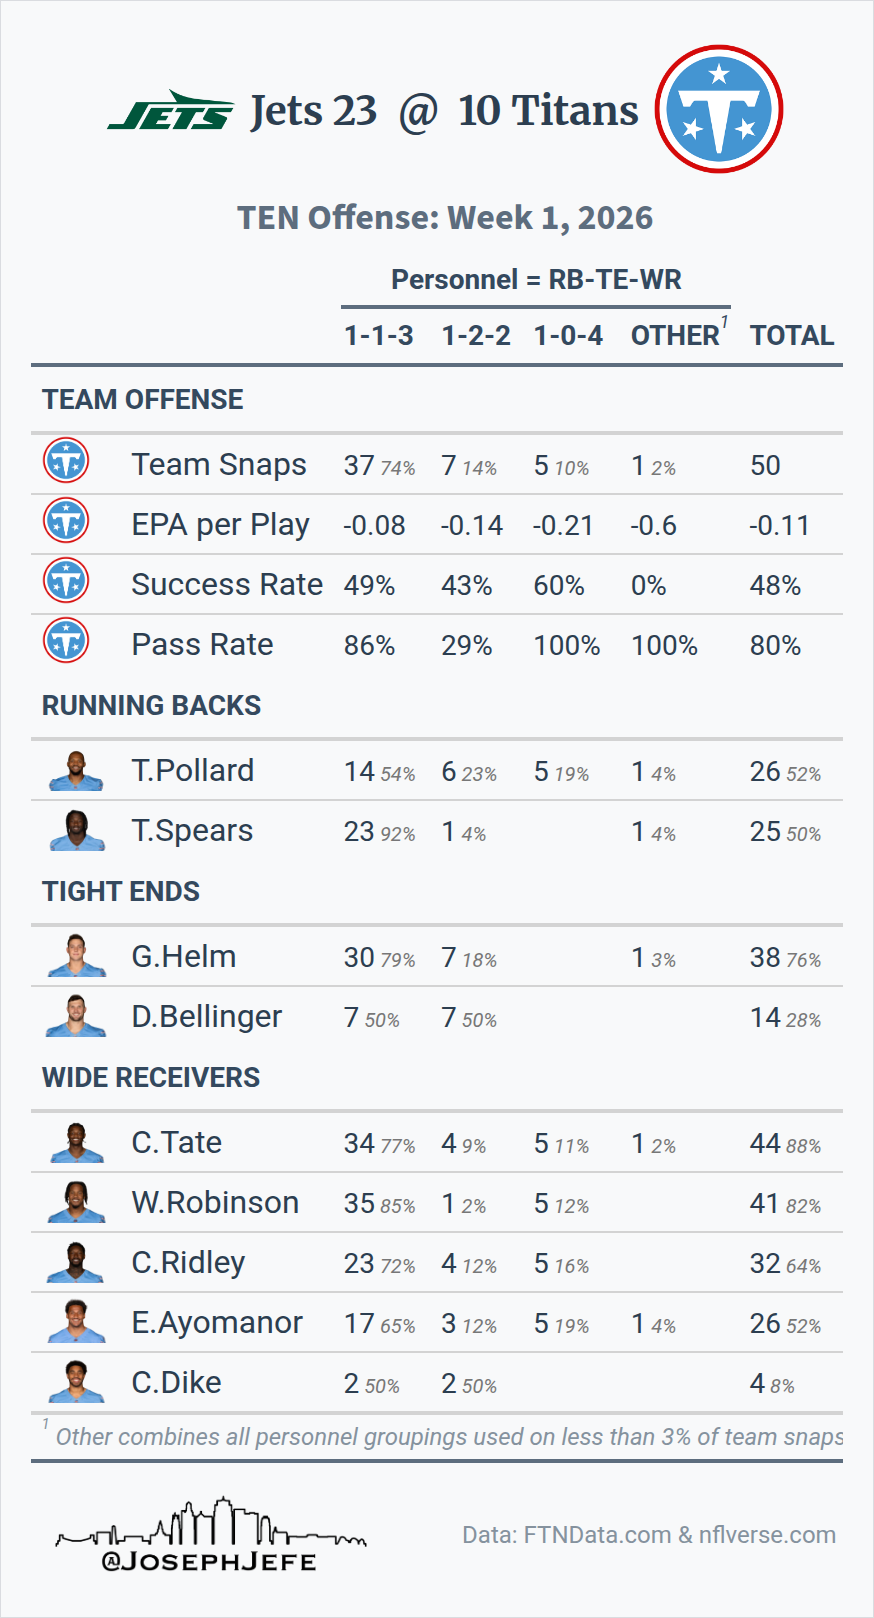 JETS Jets 23 @ 10 Titans T
TEN Offense: Week 1, 2026
Personnel = RB-TE-WR
1-1-3 1-2-2 1-0-4 OTHER1 TOTAL
TEAM OFFENSE
Team Snaps 37 74% 7 14% 5 10% 1 2% 50
EPA per Play -0.08 -0.14 -0.21 -0.6 -0.11
Success Rate 49% 43% 60% 0% 48%
Pass Rate 86% 29% 100% 100% 80%
RUNNING BACKS
T.Pollard 14 54% 6 23% 5 19% 1 4% 26 52%
T.Spears 23 92% 1 4% 1 4% 25 50%
TIGHT ENDS
G.Helm 30 79% 7 18% 1 3% 38 76%
D.Bellinger 7 50% 7 50% 14 28%
WIDE RECEIVERS
C.Tate 34 77% 4 9% 5 11% 1 2% 44 88%
W.Robinson 35 85% 1 2% 5 12% 41 82%
C.Ridley 23 72% 4 12% 5 16% 32 64%
E.Ayomanor 17 65% 3 12% 5 19% 1 4% 26 52%
C.Dike 2 50% 2 50% 4 8%
1 Other combines all personnel groupings used on less than 3% of team snaps
@JOSEPHJEFE
Data: FTNData.com & nflverse.com